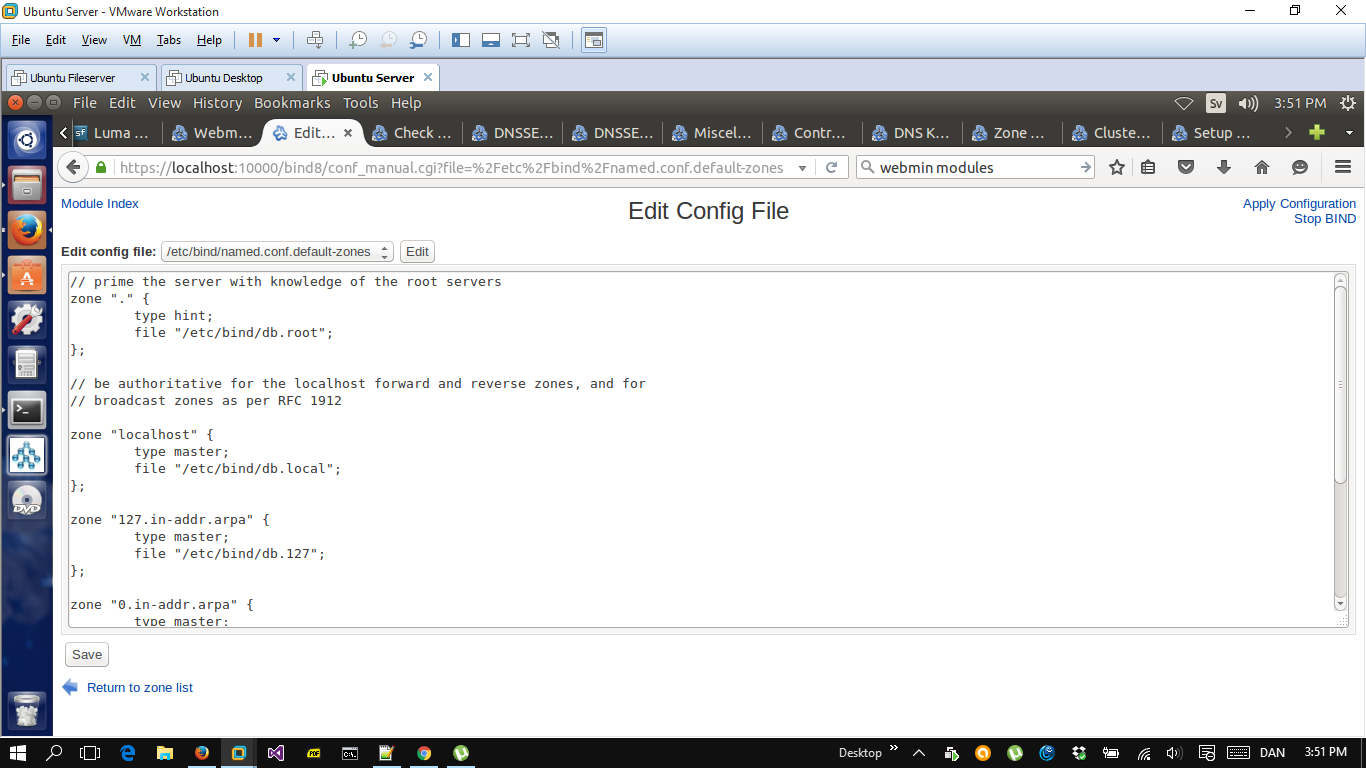 Ubuntu Server - VMware Workstation
File Edit View VM Tabs Help
Ubuntu Fileserver Ubuntu Desktop Ubuntu Server
File Edit View History Bookmarks Tools Help Sv 3:51 PM
sf Luma ... Webm... Edit... Check ... DNSSE... DNSSE... Miscel... Contr... DNS K... Zone ... Cluste... Setup ...
https://localhost:10000/bind8/conf_manual.cgi?file=%2Fetc%2Fbind%2Fnamed.conf.default-zones webmin modules
Module Index Edit Config File Apply Configuration
Stop BIND
Edit config file: /etc/bind/named.conf.default-zones Edit
// prime the server with knowledge of the root servers
zone "." {
type hint;
file "/etc/bind/db.root";
};
// be authoritative for the localhost forward and reverse zones, and for
// broadcast zones as per RFC 1912
zone "localhost" {
type master;
file "/etc/bind/db.local";
};
zone "127.in-addr.arpa" {
type master;
file "/etc/bind/db.127";
};
zone "0.in-addr.arpa" {
type master;
Save
Return to zone list
DVD
PDF C:\. Desktop » DAN 3:51 PM